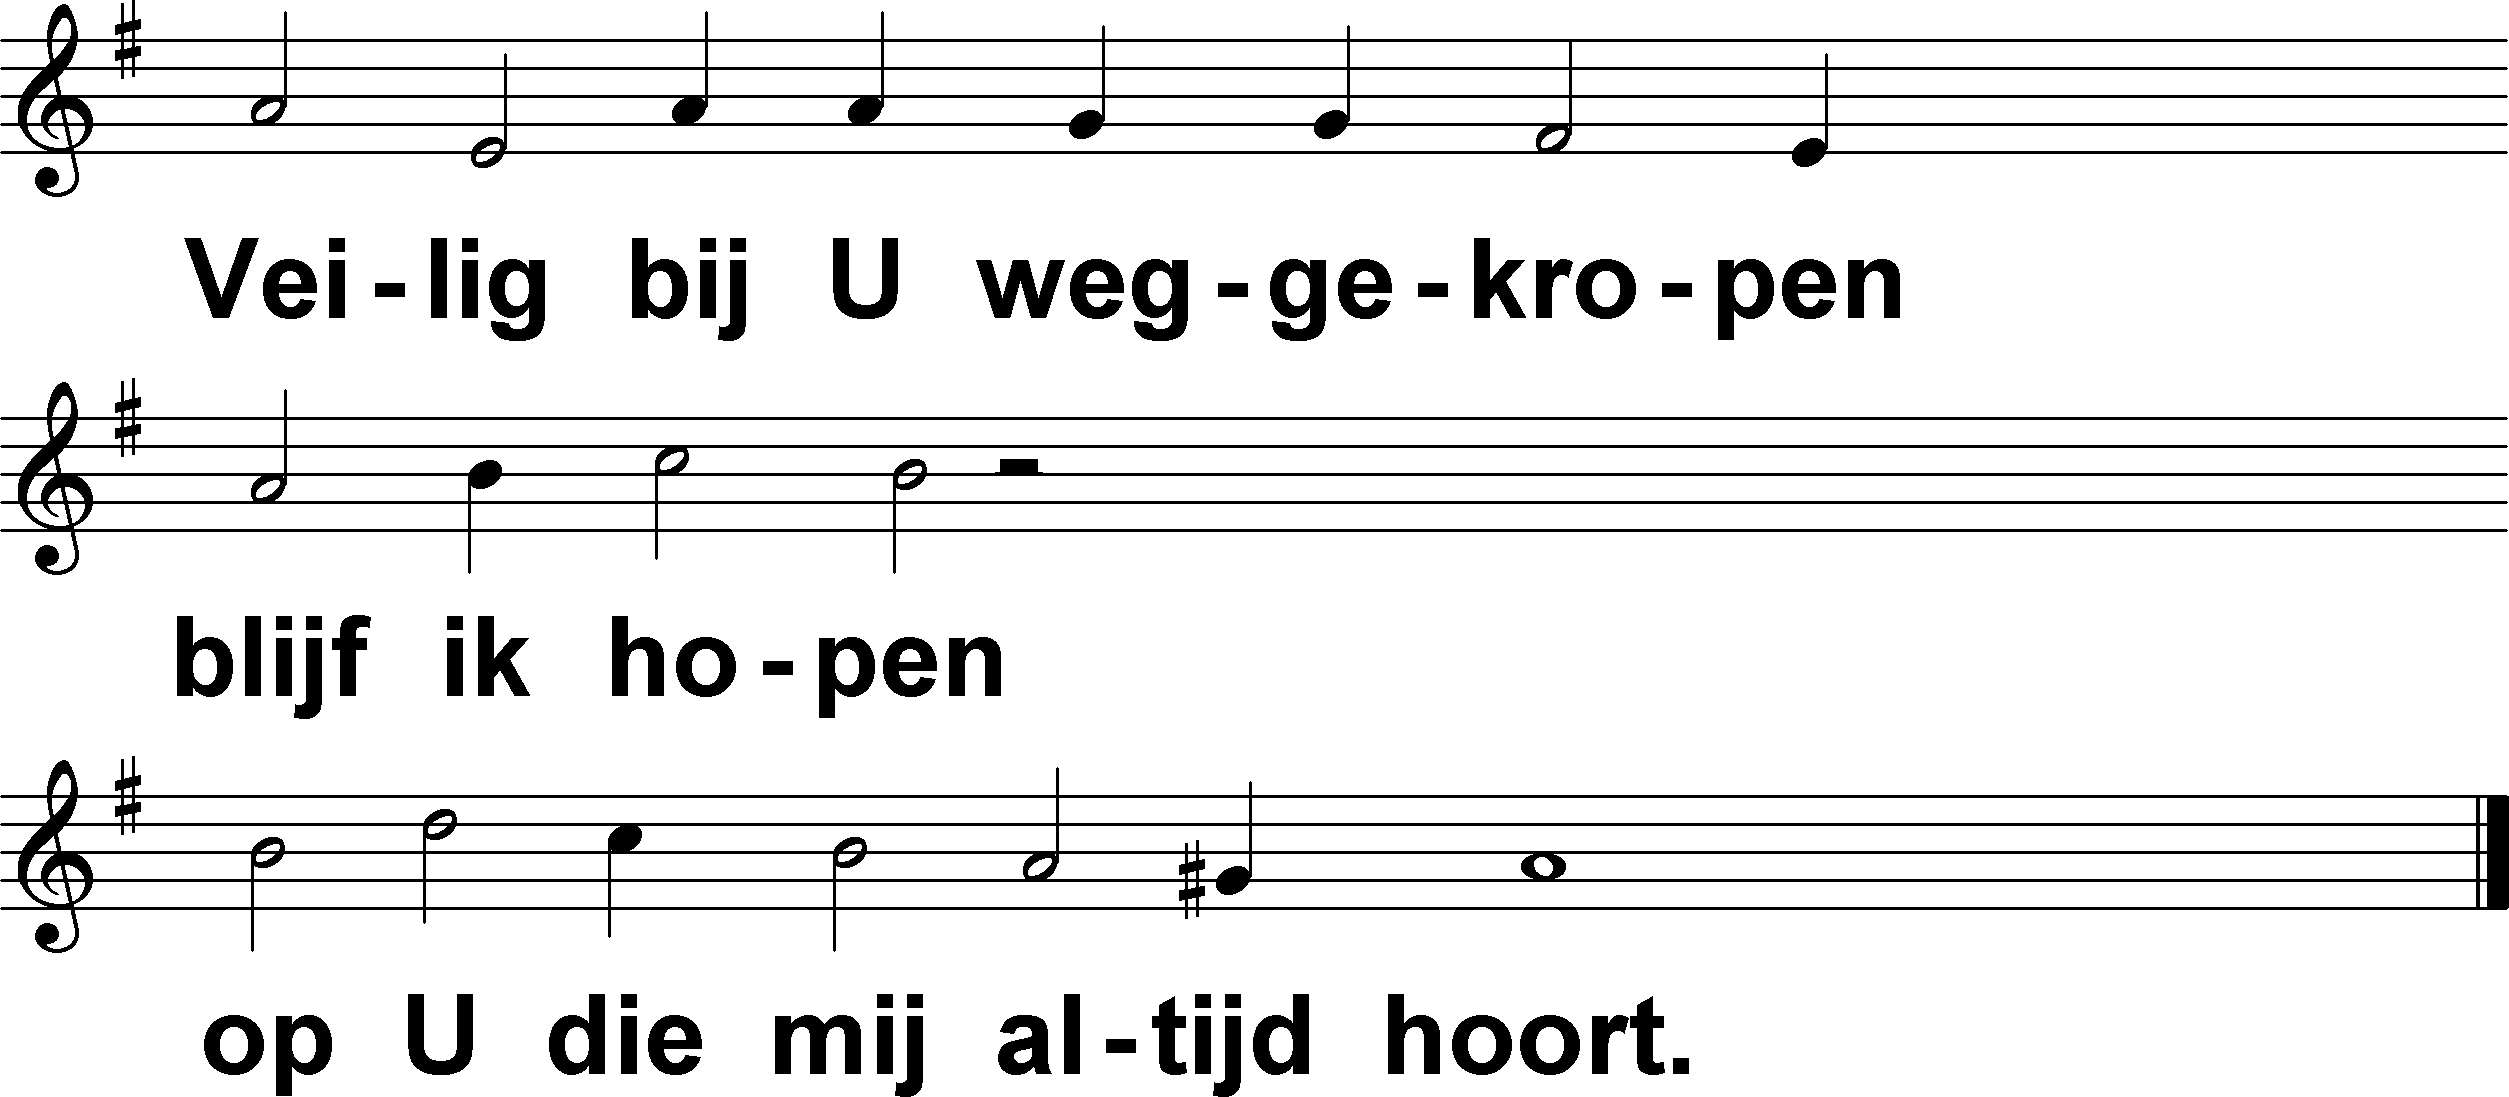 Vei-lig bij U weg-ge-kro-pen
blijf ik ho-pen
op U die mij al-tijd hoort.